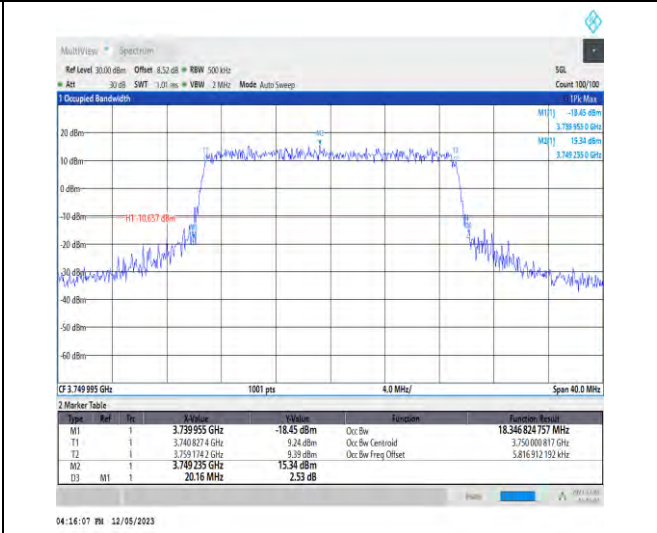 MultiView Spectrum
Ref Level 30.00 dBm Offset 8.52 dB RBW 500 kHz SGL
Att 30 dB SWT 1.01 ms VBW 2 MHz Mode Auto Sweep Count 100/100
1 Occupied Bandwidth 1Pk Max
M1[1] -18.45 dBm
3.739 955 0 GHz
M2[1] 15.34 dBm
3.749 235 0 GHz
20 dBm
10 dBm
0 dBm
-10 dBm
H1 -10.657 dBm
-20 dBm
-30 dBm
-40 dBm
-50 dBm
-60 dBm
CF 3.749 995 GHz 1001 pts 4.0 MHz/ Span 40.0 MHz
2 Marker Table
Type Ref Trc X-Value Y-Value Function Function Result
M1 1 3.739 955 GHz -18.45 dBm Occ Bw 18.346 824 757 MHz
T1 1 3.740 827 4 GHz 9.24 dBm Occ Bw Centroid 3.750 000 817 GHz
T2 1 3.759 174 2 GHz 9.39 dBm Occ Bw Freq Offset 5.816 912 192 kHz
M2 1 3.749 235 GHz 15.34 dBm
D3 M1 1 20.16 MHz 2.53 dB
04:16:07 PM 12/05/2023